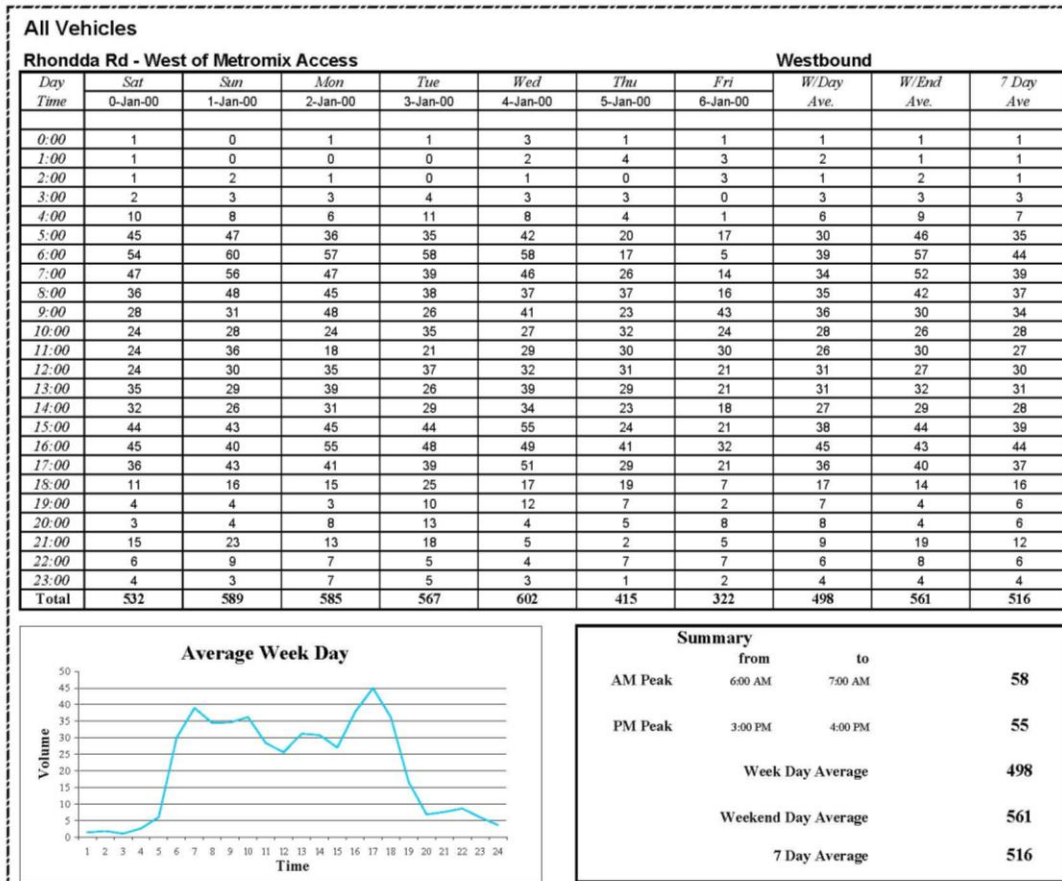 All Vehicles
Rhondda Rd - West of Metromix Access Westbound
Day Sat Sun Mon Tue Wed Thu Fri W/Day W/End 7 Day
Time 0-Jan-00 1-Jan-00 2-Jan-00 3-Jan-00 4-Jan-00 5-Jan-00 6-Jan-00 Ave. Ave. Ave
0:00 1 0 1 1 3 1 1 1 1 1
1:00 1 0 0 0 2 4 3 2 1 1
2:00 1 2 1 0 1 0 3 1 2 1
3:00 2 3 3 4 3 3 0 3 3 3
4:00 10 8 6 11 8 4 1 6 9 7
5:00 45 47 36 35 42 20 17 30 46 35
6:00 54 60 57 58 58 17 5 39 57 44
7:00 47 56 47 39 46 26 14 34 52 39
8:00 36 48 45 38 37 37 16 35 42 37
9:00 28 31 48 26 41 23 43 36 30 34
10:00 24 28 24 35 27 32 24 28 26 28
11:00 24 36 18 21 29 30 30 26 30 27
12:00 24 30 35 37 32 31 21 31 27 30
13:00 35 29 39 26 39 29 21 31 32 31
14:00 32 26 31 29 34 23 18 27 29 28
15:00 44 43 45 44 55 24 21 38 44 39
16:00 45 40 55 48 49 41 32 45 43 44
17:00 36 43 41 39 51 29 21 36 40 37
18:00 11 16 15 25 17 19 7 17 14 16
19:00 4 4 3 10 12 7 2 7 4 6
20:00 3 4 8 13 4 5 8 8 4 6
21:00 15 23 13 18 5 2 5 9 19 12
22:00 6 9 7 5 4 7 7 6 8 6
23:00 4 3 7 5 3 1 2 4 4 4
Total 532 589 585 567 602 415 322 498 561 516
Average Week Day
50
45
40
35
30
25
20
15
10
5
0
Volume
1 2 3 4 5 6 7 8 9 10 11 12 13 14 15 16 17 18 19 20 21 22 23 24
Time
Summary
from to
AM Peak 6:00 AM 7:00 AM 58
PM Peak 3:00 PM 4:00 PM 55
Week Day Average 498
Weekend Day Average 561
7 Day Average 516